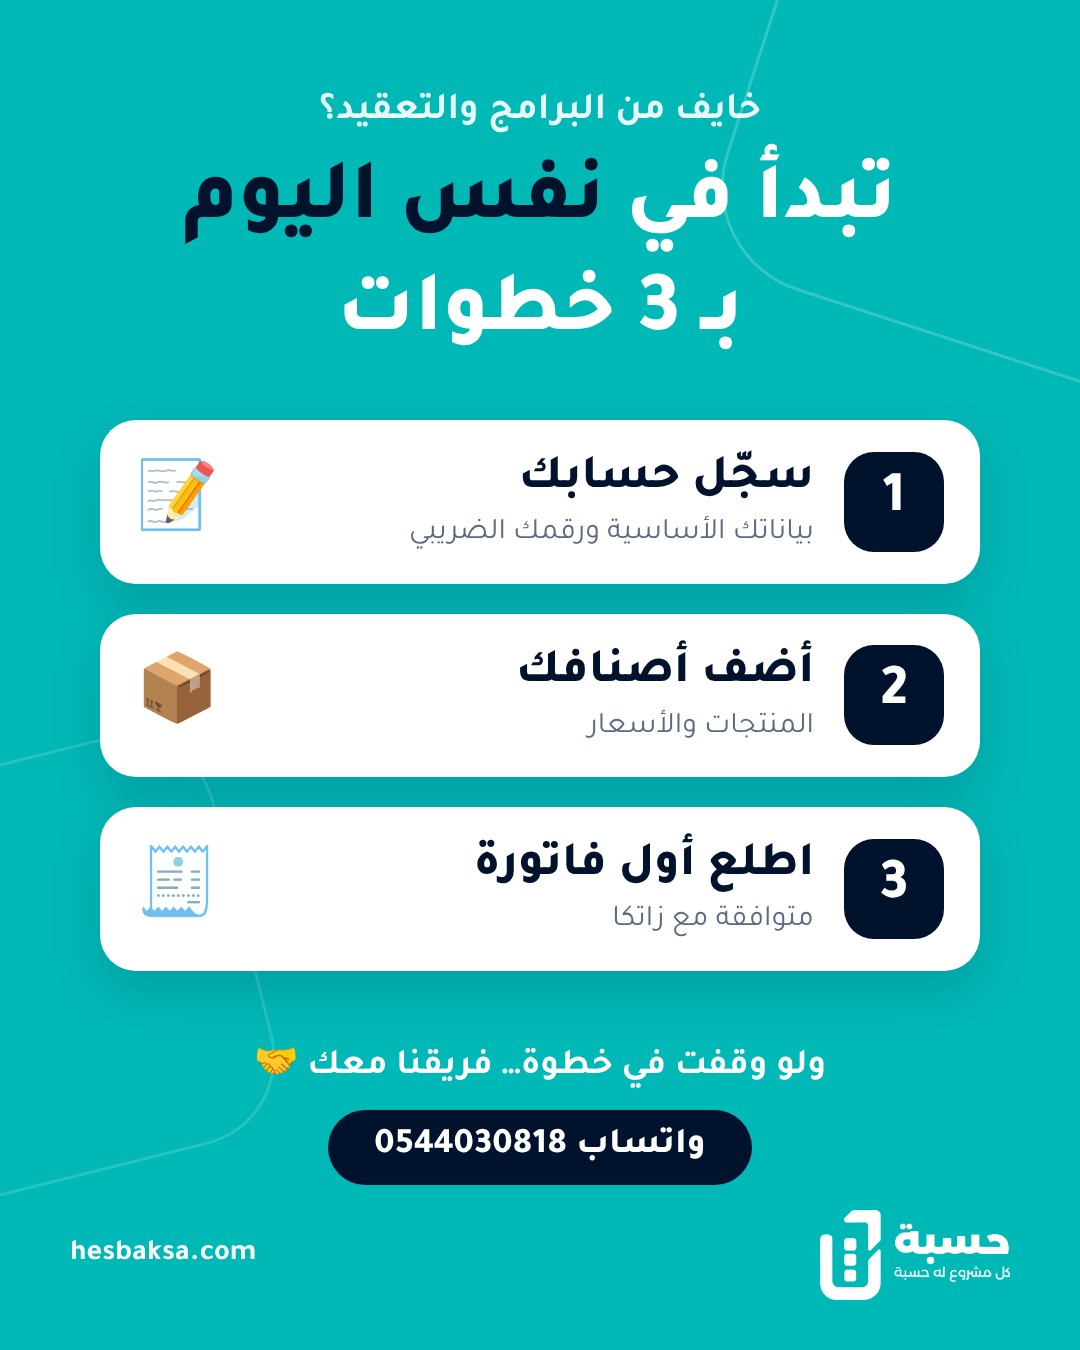 خايف من البرامج والتعقيد؟
تبدأ في نفس اليوم
بـ 3 خطوات
1
سجّل حسابك
بياناتك الأساسية ورقمك الضريبي
2
أضف أصنافك
المنتجات والأسعار
3
اطلع أول فاتورة
متوافقة مع زاتكا
ولو وقفت في خطوة… فريقنا معك 🤝
واتساب 0544030818
حسبة
كل مشروع له حسبة
hesbaksa.com